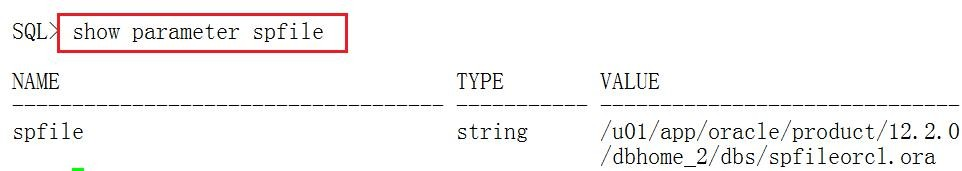 SQL> show parameter spfile
NAME TYPE VALUE
------------------------------------ ----------- ------------------------------
spfile string /u01/app/oracle/product/12.2.0
/dbhome_2/dbs/spfileorcl.ora